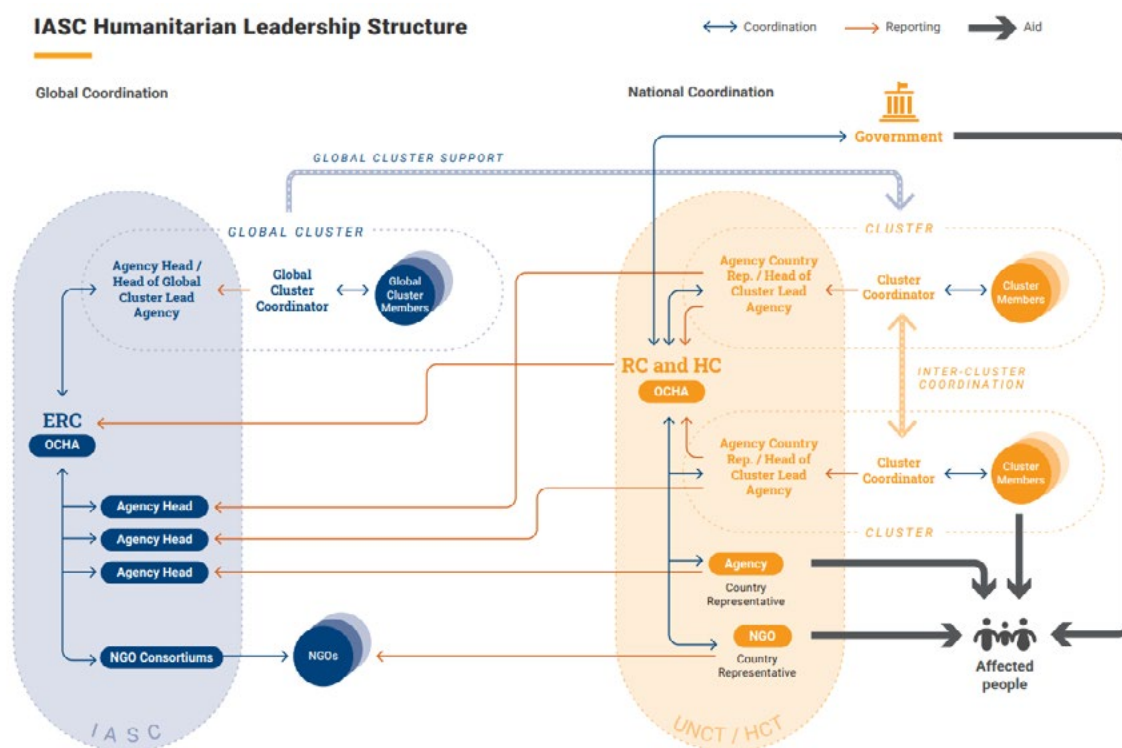 IASC Humanitarian Leadership Structure
Coordination
Reporting
Aid
Global Coordination
National Coordination
Government
GLOBAL CLUSTER SUPPORT
GLOBAL CLUSTER
CLUSTER
Agency Head /
Head of Global
Cluster Lead
Agency
Global
Cluster
Coordinator
Global
Cluster
Members
Agency Country
Rep. / Head of
Cluster Lead
Agency
Cluster
Coordinator
Cluster
Members
RC and HC
OCHA
INTER-CLUSTER
COORDINATION
ERC
OCHA
Agency Country
Rep. / Head of
Cluster Lead
Agency
Cluster
Coordinator
Cluster
Members
Agency Head
Agency Head
Agency Head
CLUSTER
Agency
Country
Representative
NGO Consortiums
NGOs
NGO
Country
Representative
Affected
people
IASC
UNCT / HCT